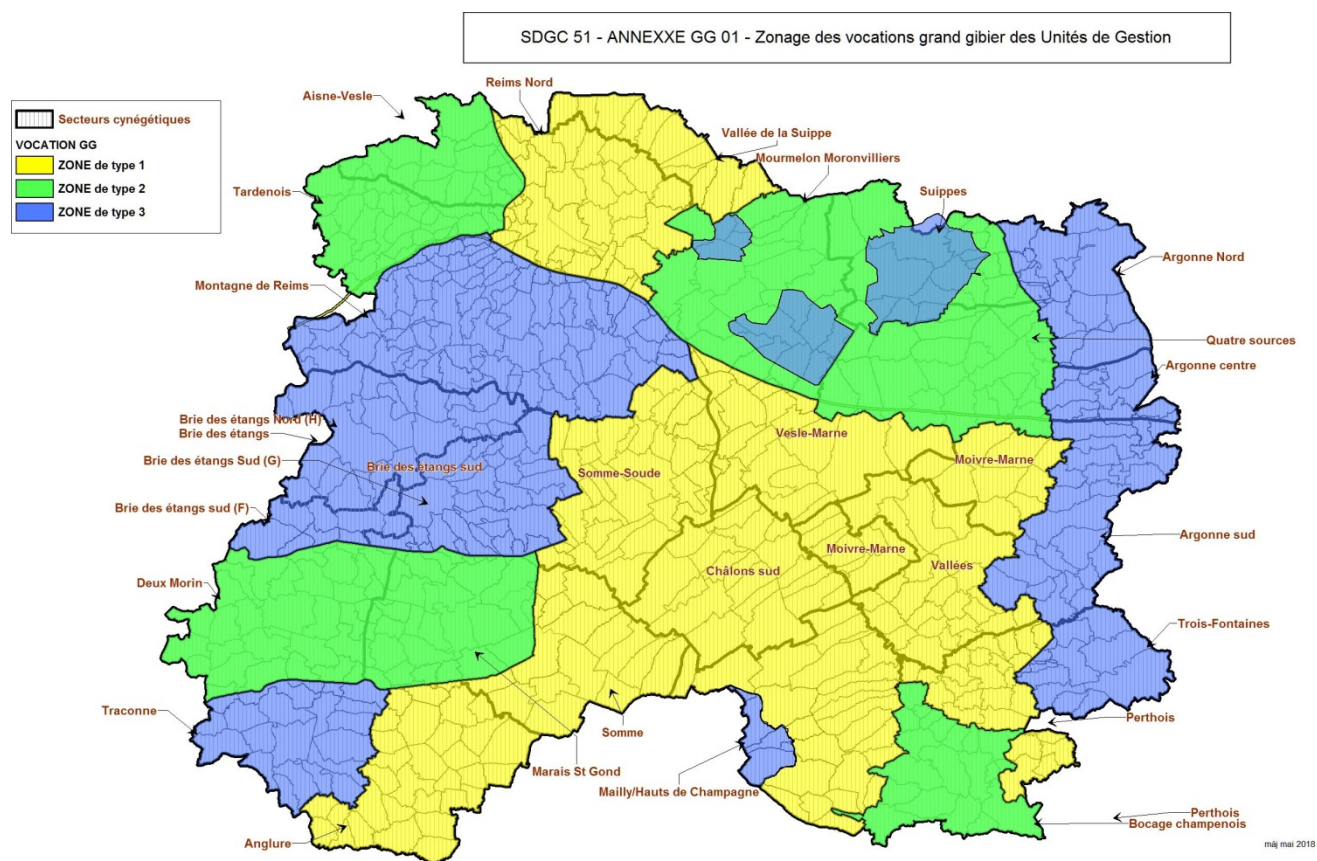 SDGC 51 - ANNEXXE GG 01 - Zonage des vocations grand gibier des Unités de Gestion
Secteurs cynégétiques
VOCATION GG
ZONE de type 1
ZONE de type 2
ZONE de type 3
Aisne-Vesle
Reims Nord
Vallée de la Suippe
Mourmelon Moronvilliers
Suippes
Tardenois
Argonne Nord
Montagne de Reims
Quatre sources
Argonne centre
Brie des étangs Nord (H)
Brie des étangs
Vesle-Marne
Brie des étangs Sud (G)
Brie des étangs sud
Somme-Soude
Moivre-Marne
Brie des étangs sud (F)
Argonne sud
Moivre-Marne
Châlons sud
Vallées
Deux Morin
Trois-Fontaines
Traconne
Somme
Perthois
Marais St Gond
Mailly/Hauts de Champagne
Anglure
Perthois
Bocage champenois
màj mai 2018